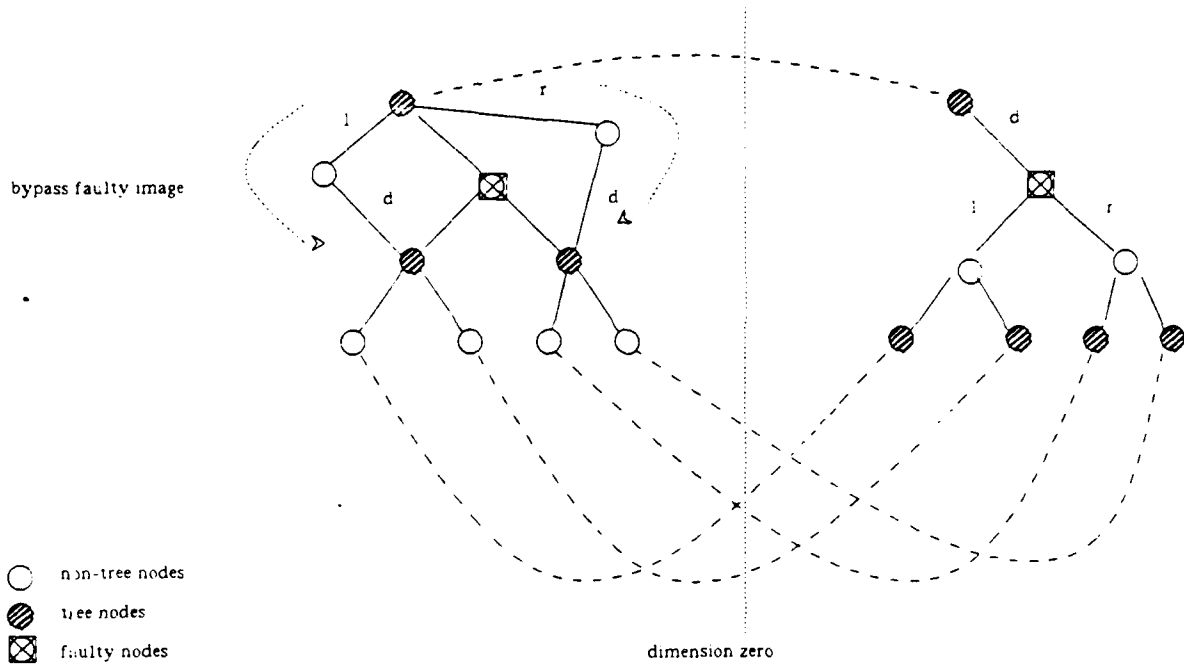 r
l
d
bypass faulty image
d
d
l
r
non-tree nodes
tree nodes
faulty nodes
dimension zero